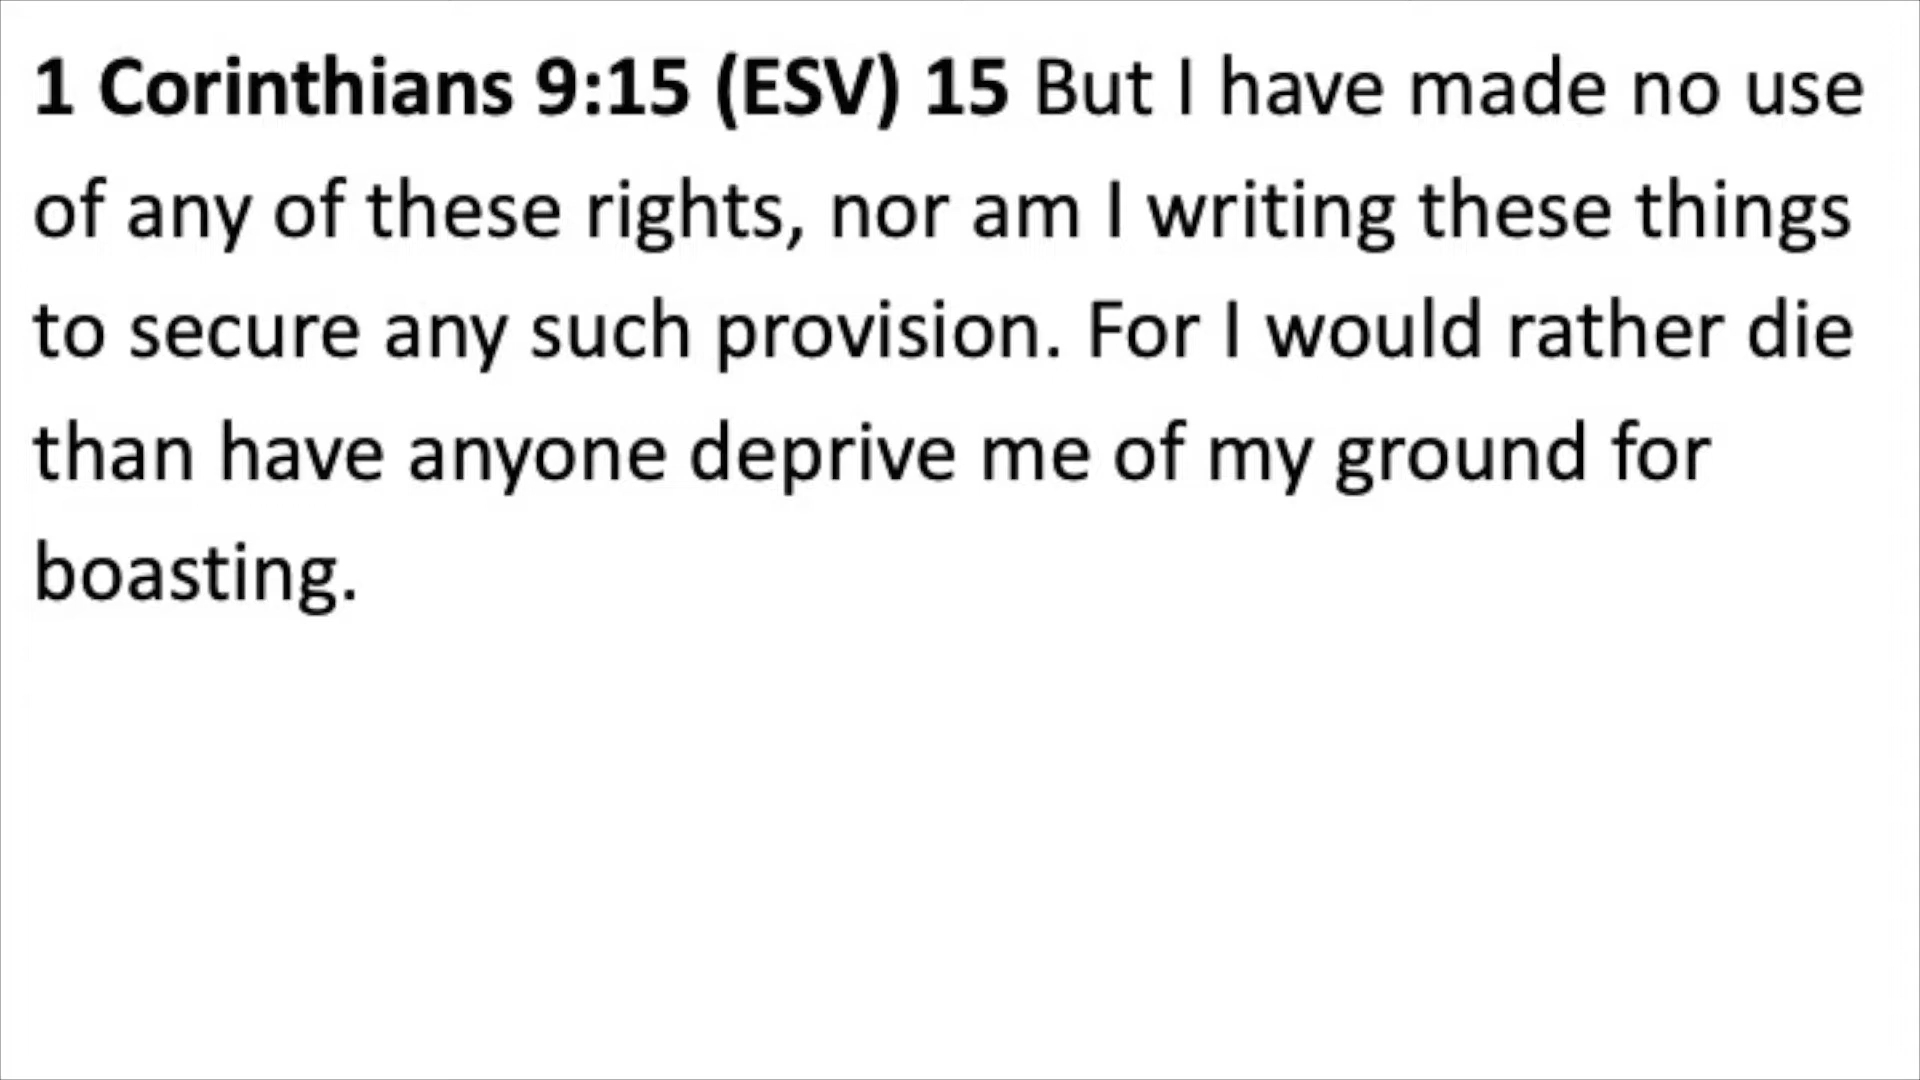 1 Corinthians 9:15 (ESV) 15 But I have made no use
of any of these rights, nor am I writing these things
to secure any such provision. For I would rather die
than have anyone deprive me of my ground for
boasting.